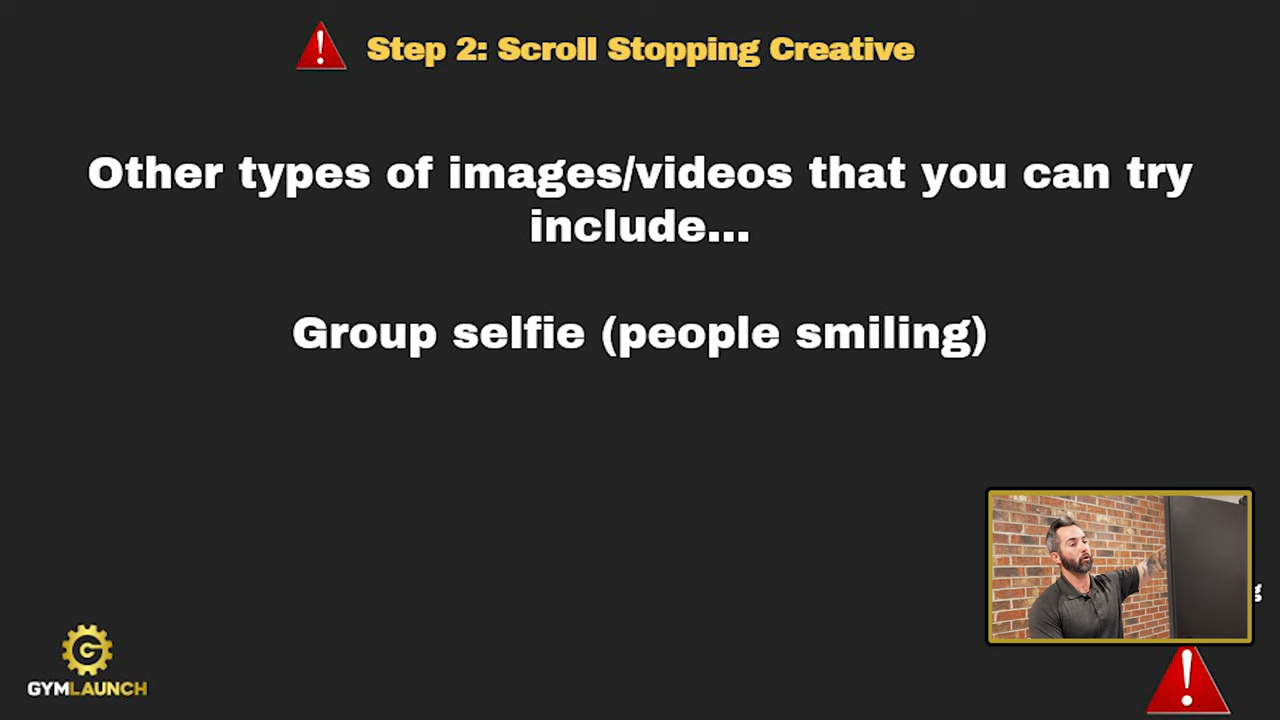 Step 2: Scroll Stopping Creative
Other types of images/videos that you can try
include...
Group selfie (people smiling)
GYMLAUNCH